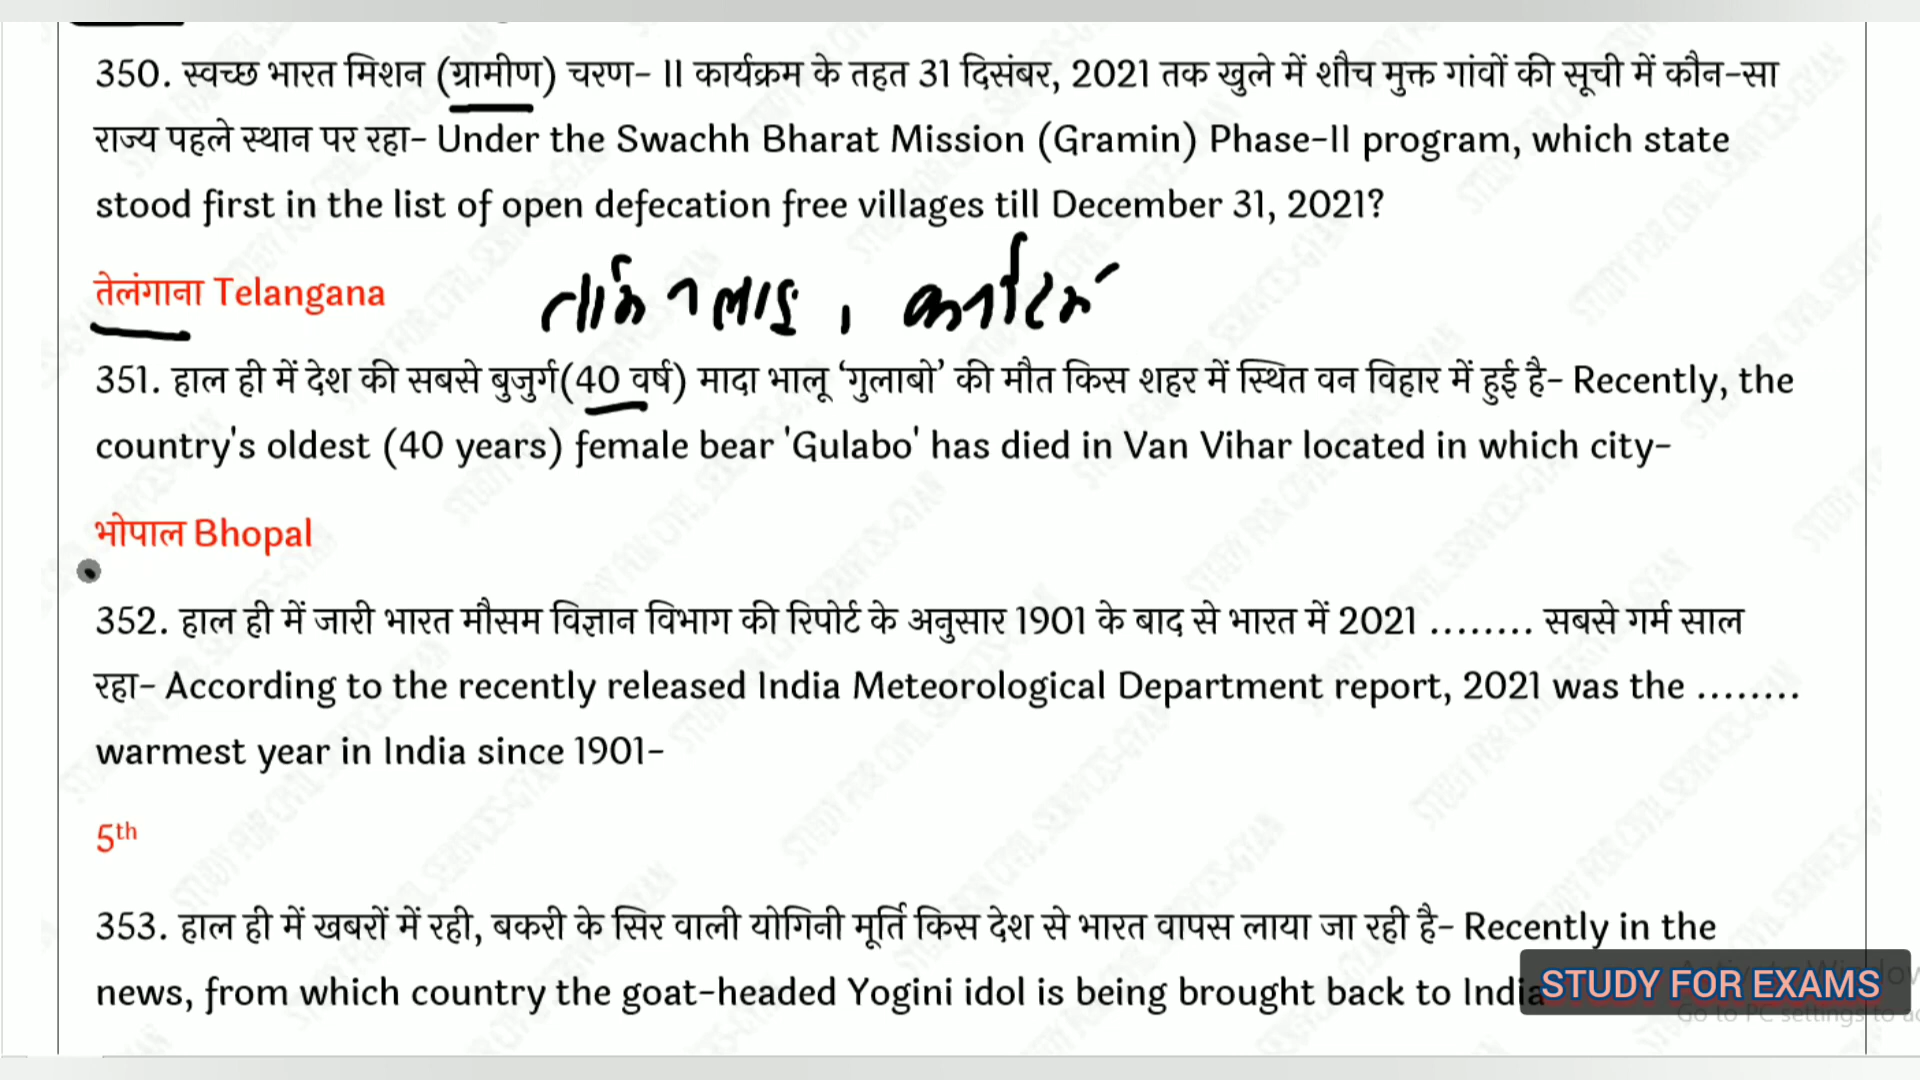 350. स्वच्छ भारत मिशन (ग्रामीण) चरण- II कार्यक्रम के तहत 31 दिसंबर, 2021 तक खुले में शौच मुक्त गांवों की सूची में कौन-सा
राज्य पहले स्थान पर रहा- Under the Swachh Bharat Mission (Gramin) Phase-II program, which state
stood first in the list of open defecation free villages till December 31, 2021?
तेलंगाना Telangana
351. हाल ही में देश की सबसे बुजुर्ग(40 वर्ष) मादा भालू ‘गुलाबो’ की मौत किस शहर में स्थित वन विहार में हुई है- Recently, the
country's oldest (40 years) female bear 'Gulabo' has died in Van Vihar located in which city-
भोपाल Bhopal
352. हाल ही में जारी भारत मौसम विज्ञान विभाग की रिपोर्ट के अनुसार 1901 के बाद से भारत में 2021 ........ सबसे गर्म साल
रहा- According to the recently released India Meteorological Department report, 2021 was the ........
warmest year in India since 1901-
5th
353. हाल ही में खबरों में रही, बकरी के सिर वाली योगिनी मूर्ति किस देश से भारत वापस लाया जा रही है- Recently in the
news, from which country the goat-headed Yogini idol is being brought back to India
STUDY FOR EXAMS